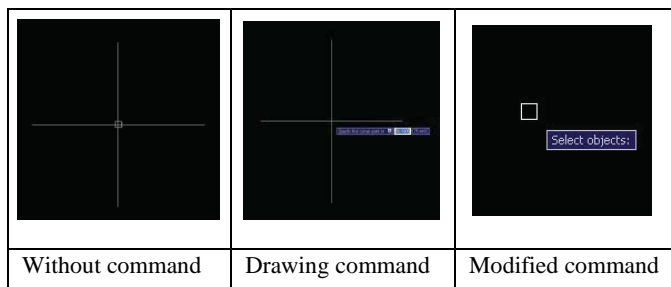 Select objects:
Without command
Drawing command
Modified command